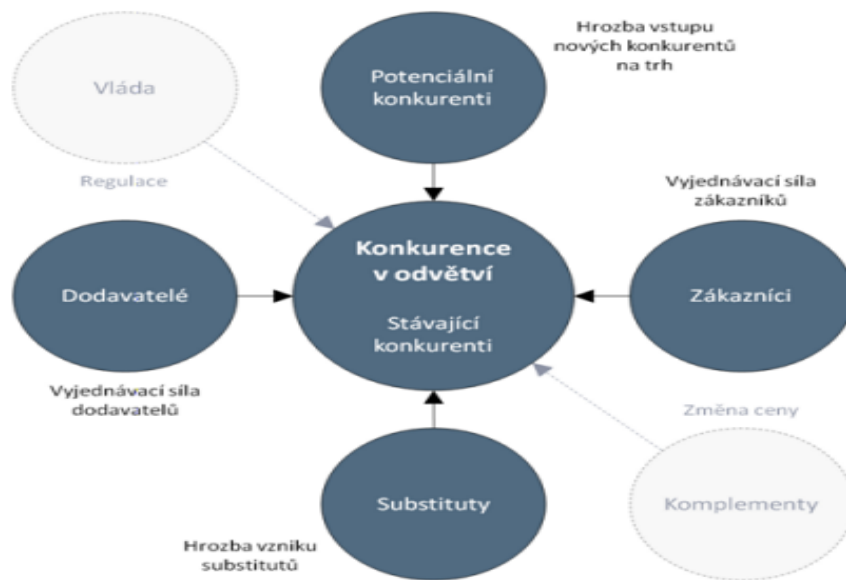 Vláda
Potenciální
konkurenti
Hrozba vstupu
nových konkurentů
na trh
Regulace
Vyjednávací síla
zákazníků
Dodavatelé
Konkurence
v odvětví
Stávající
konkurenti
Zákazníci
Vyjednávací síla
dodavatelů
Změna ceny
Substituty
Komplementy
Hrozba vzniku
substitutů